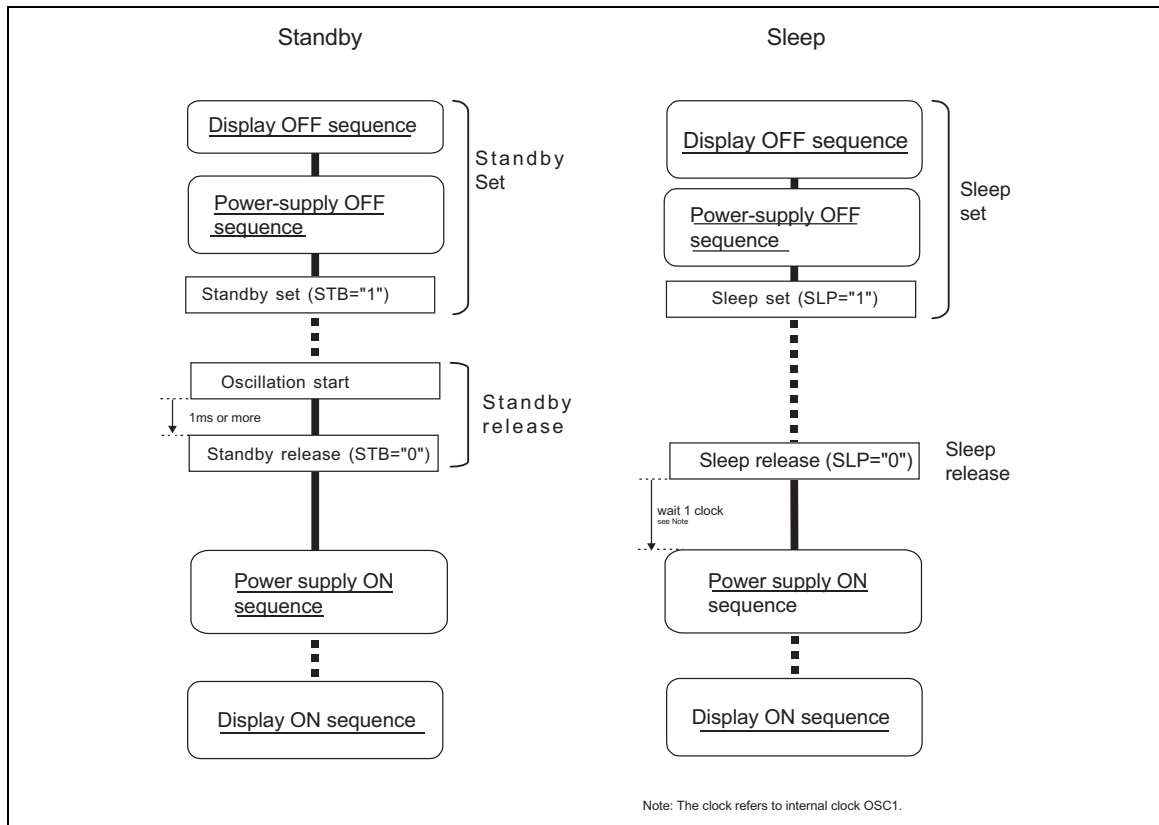 Standby
Display OFF sequence
Power-supply OFF
sequence
Standby set (STB="1")
Standby
Set
Oscillation start
1ms or more
Standby release (STB="0")
Standby
release
Power supply ON
sequence
Display ON sequence
Sleep
Display OFF sequence
Power-supply OFF
sequence
Sleep set (SLP="1")
Sleep
set
Sleep release (SLP="0")
Sleep
release
wait 1 clock
see Note
Power supply ON
sequence
Display ON sequence
Note: The clock refers to internal clock OSC1.